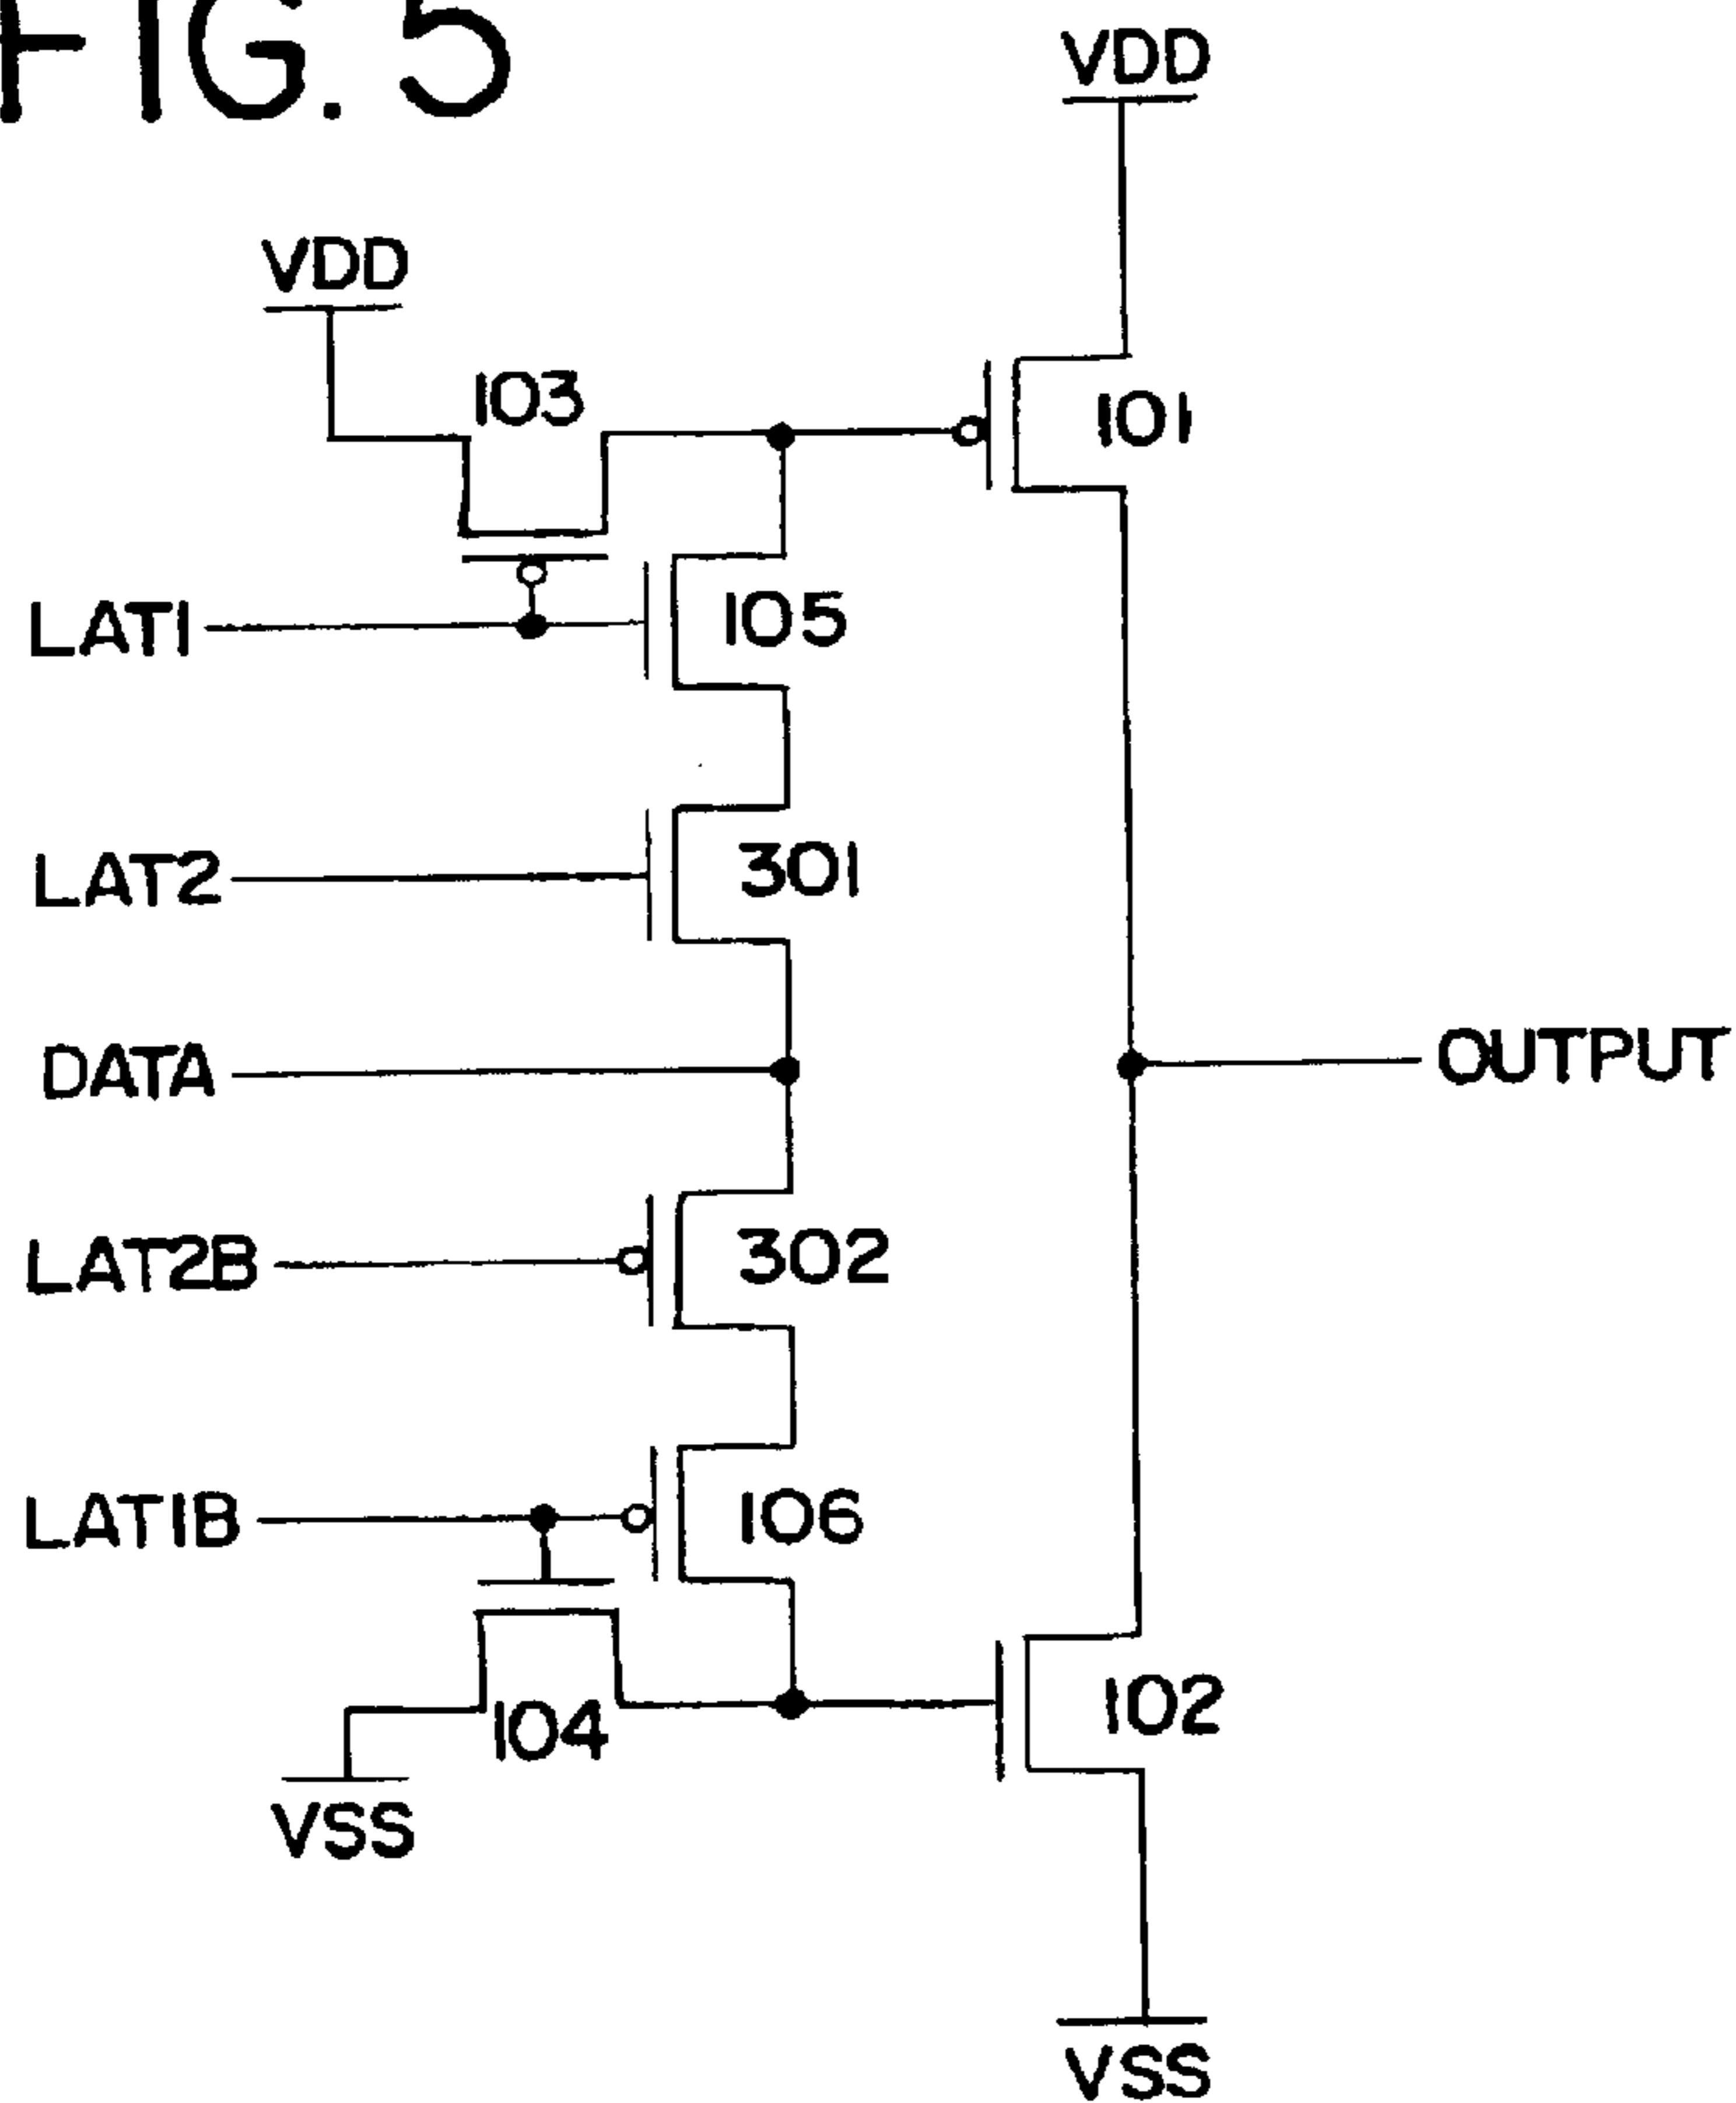 FIG. 5
VDD
VDD
103
101
LAT1
105
LAT2
301
DATA
OUTPUT
LAT2B
302
LAT1B
106
104
102
VSS
VSS